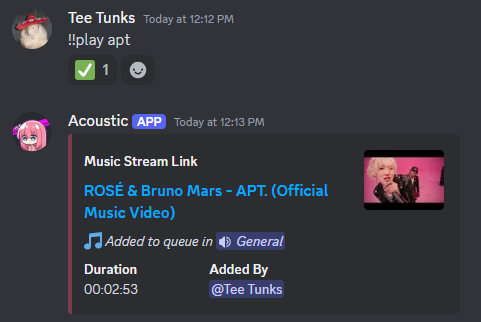 Tee Tunks Today at 12:12 PM
!!play apt
1
Acoustic APP Today at 12:13 PM
Music Stream Link
ROSÉ & Bruno Mars - APT. (Official
Music Video)
Added to queue in General
Duration Added By
00:02:53 @Tee Tunks